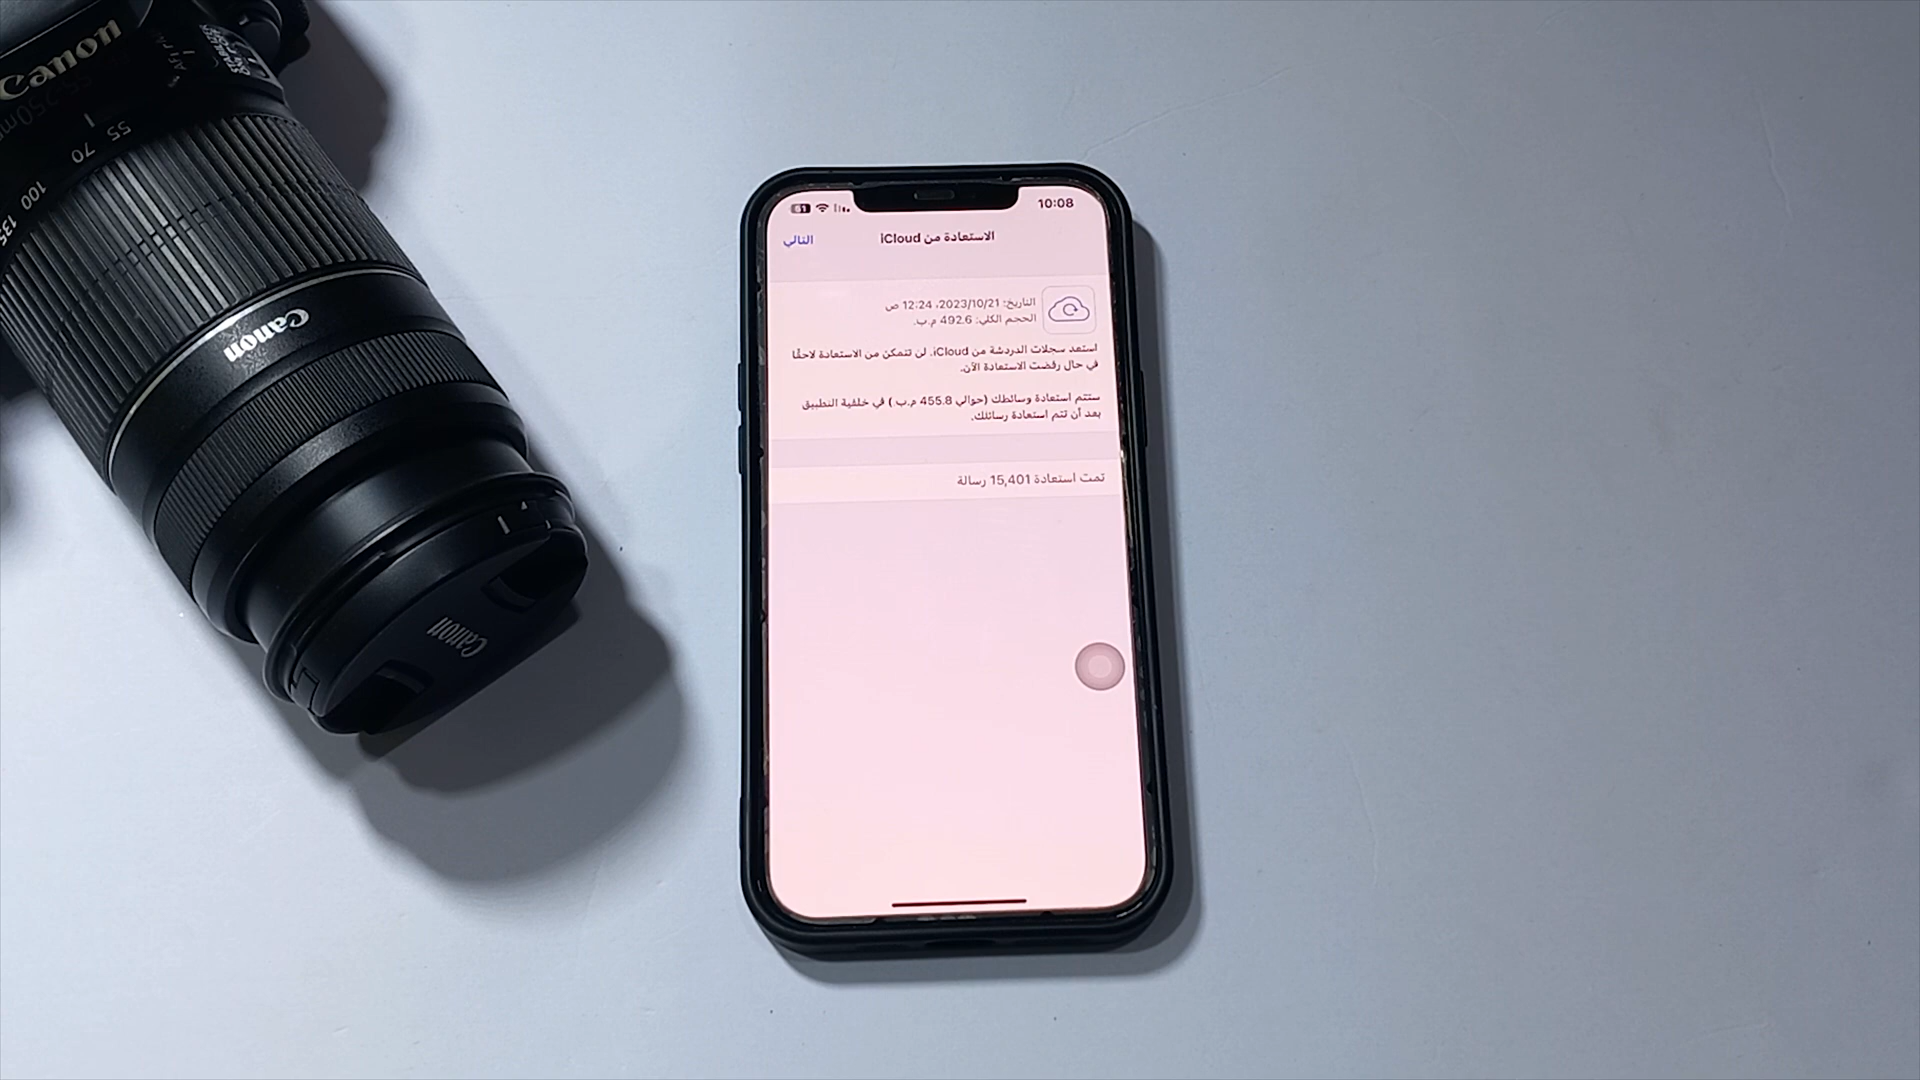 Canon
55
70
100
135
Canon
Canon
10:08
51
الاستعادة من iCloud
التالي
التاريخ: 2023/10/21، 12:24 ص
الحجم الكلي: 492.6 م.ب.
استعد سجلات الدردشة من iCloud. لن تتمكن من الاستعادة لاحقًا
في حال رفضت الاستعادة الآن.
ستتم استعادة وسائطك (حوالي 455.8 م.ب.) في خلفية التطبيق
بعد أن تتم استعادة رسائلك.
تمت استعادة 15,401 رسالة